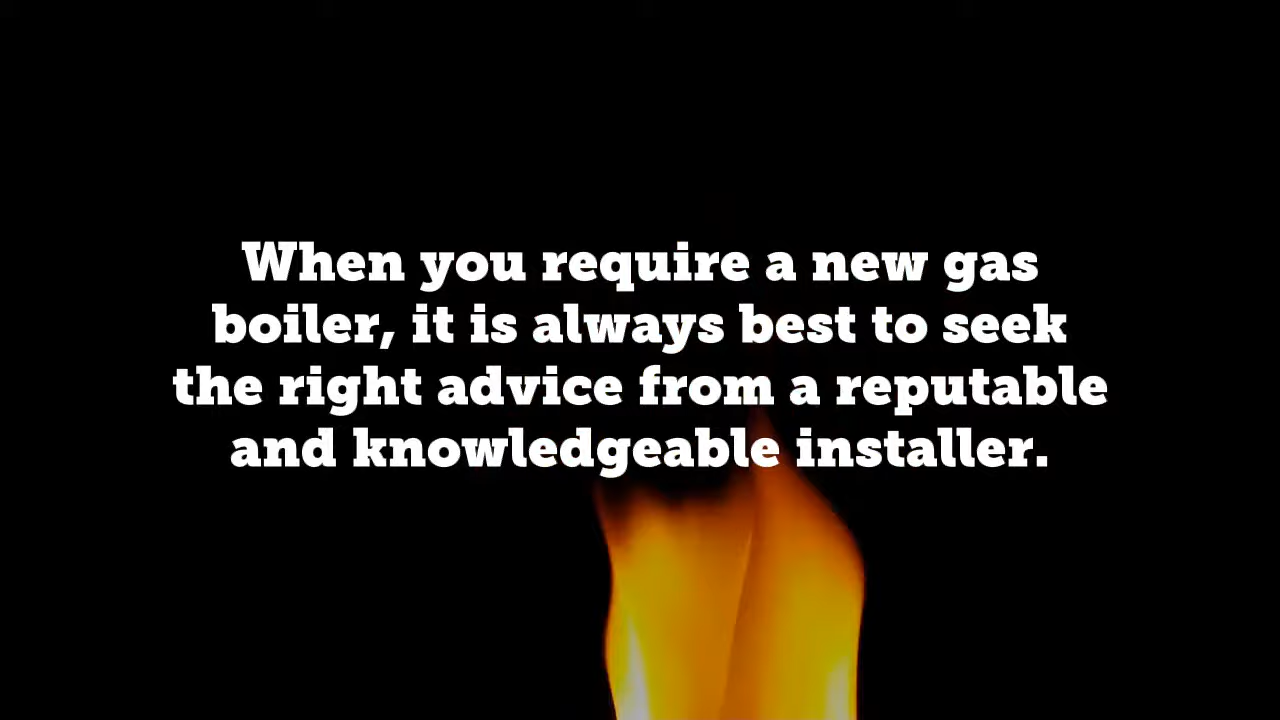 When you require a new gas
boiler, it is always best to seek
the right advice from a reputable
and knowledgeable installer.